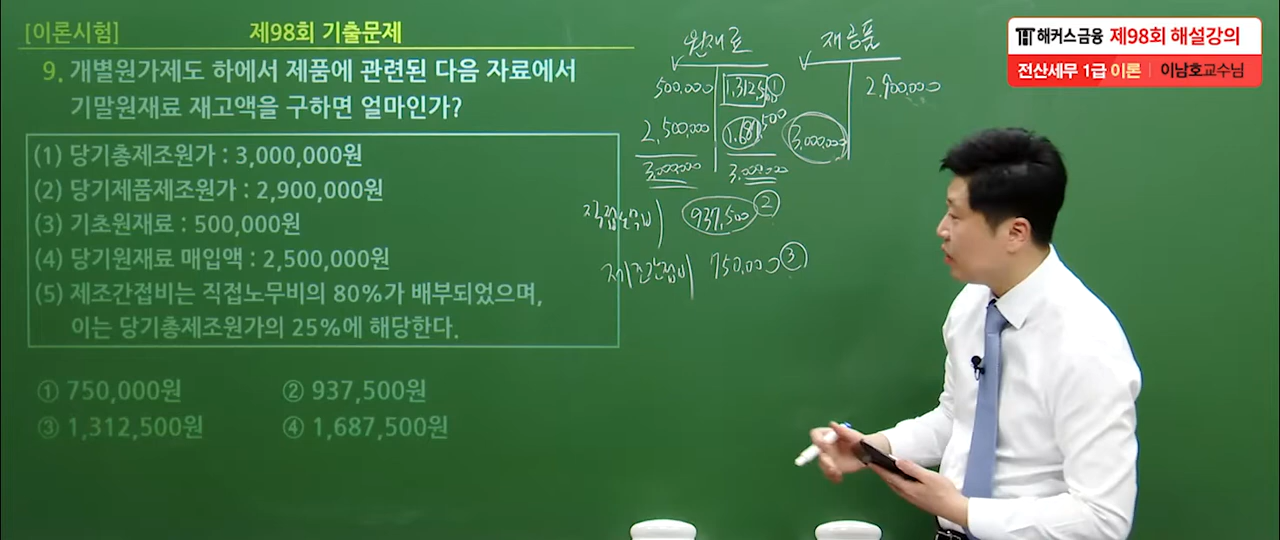 [이론시험] 제98회 기출문제
9. 개별원가제도 하에서 제품에 관련된 다음 자료에서
기말원재료 재고액을 구하면 얼마인가?
(1) 당기총제조원가 : 3,000,000원
(2) 당기제품제조원가 : 2,900,000원
(3) 기초원재료 : 500,000원
(4) 당기원재료 매입액 : 2,500,000원
(5) 제조간접비는 직접노무비의 80%가 배부되었으며,
이는 당기총제조원가의 25%에 해당한다.
① 750,000원 ② 937,500원
③ 1,312,500원 ④ 1,687,500원
원재료 재공품
500,000 1,312,500 ① 2,900,000
2,500,000 3,000,000
3,000,000 3,000,000
직접노무비 937,500 ②
제조간접비 750,000 ③
해커스금융 제98회 해설강의
전산세무 1급 이론 | 이남호교수님